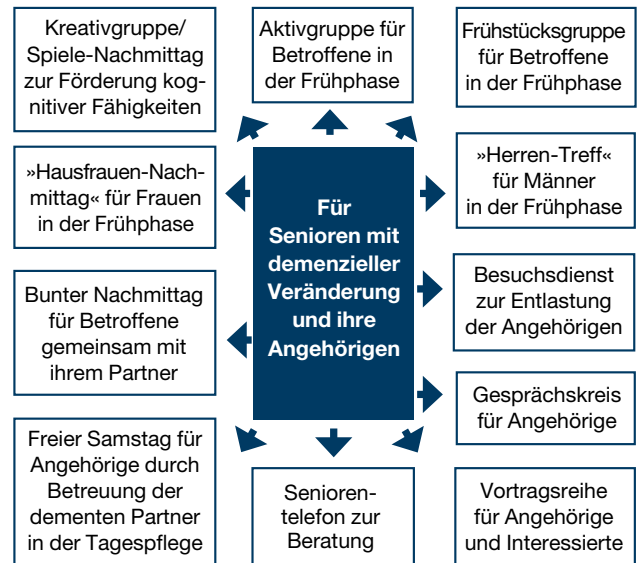 Kreativgruppe/
Spiele-Nachmittag
zur Förderung kog-
nitiver Fähigkeiten
Aktivgruppe für
Betroffene in
der Frühphase
Frühstücksgruppe
für Betroffene
in der Frühphase
»Hausfrauen-Nach-
mittag« für Frauen
in der Frühphase
Für
Senioren mit
demenzieller
Veränderung
und ihre
Angehörigen
»Herren-Treff«
für Männer
in der Frühphase
Bunter Nachmittag
für Betroffene
gemeinsam mit
ihrem Partner
Besuchsdienst
zur Entlastung
der Angehörigen
Gesprächskreis
für Angehörige
Freier Samstag für
Angehörige durch
Betreuung der
dementen Partner
in der Tagespflege
Senioren-
telefon zur
Beratung
Vortragsreihe
für Angehörige
und Interessierte